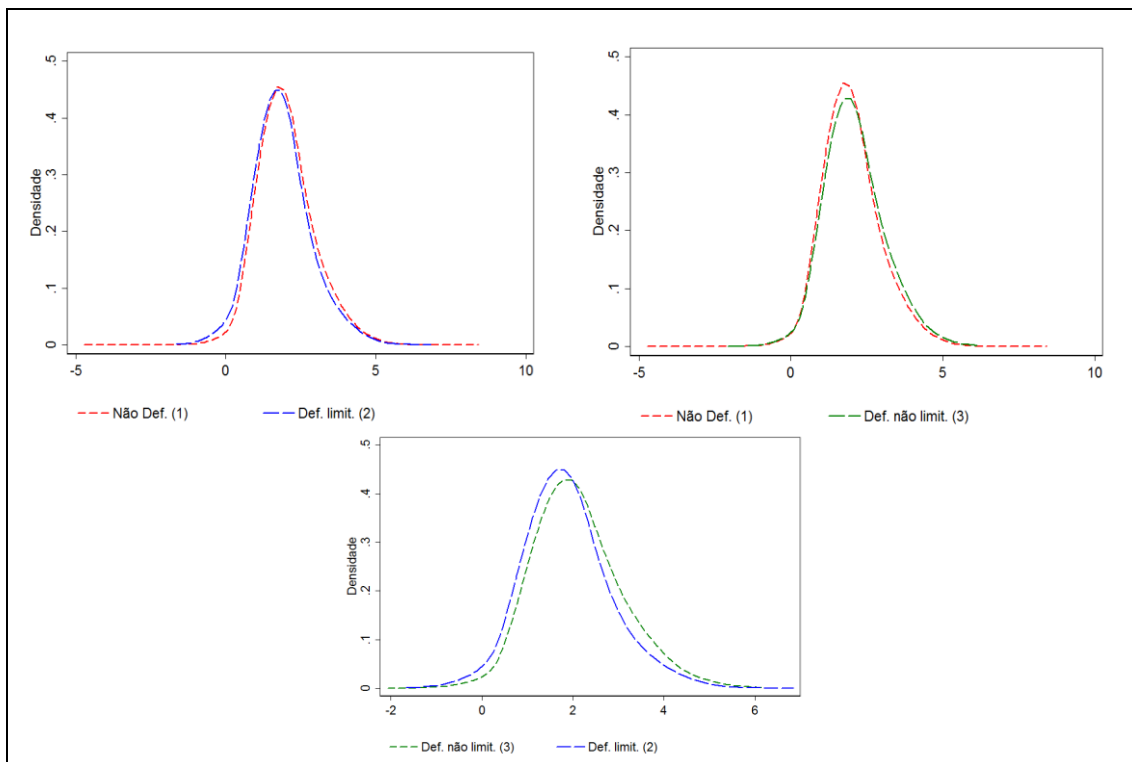 Densidade
.5
.4
.3
.2
.1
0
-5 0 5 10
Não Def. (1) Def. limit. (2)
Densidade
.5
.4
.3
.2
.1
0
-5 0 5 10
Não Def. (1) Def. não limit. (3)
Densidade
.5
.4
.3
.2
.1
0
-2 0 2 4 6
Def. não limit. (3) Def. limit. (2)